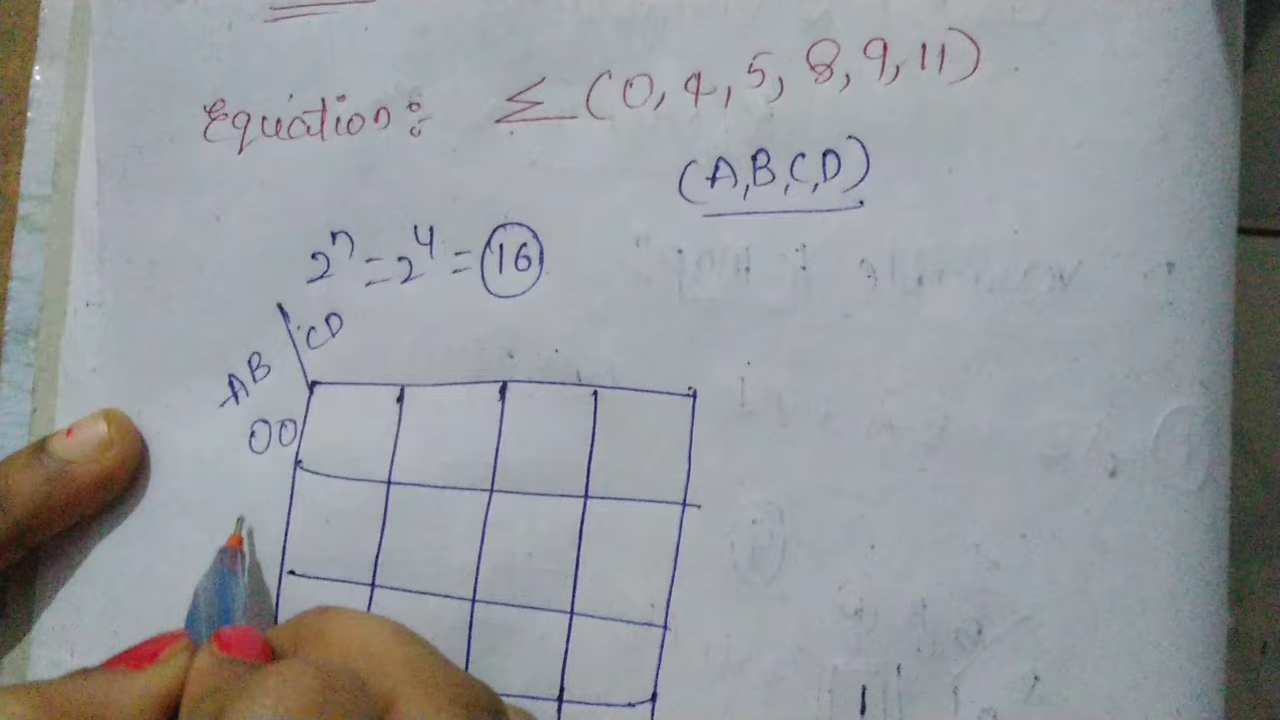 Equation: Σ(0,4,5,8,9,11)
(A,B,C,D)
2ⁿ=2⁴=16
CD
AB
00